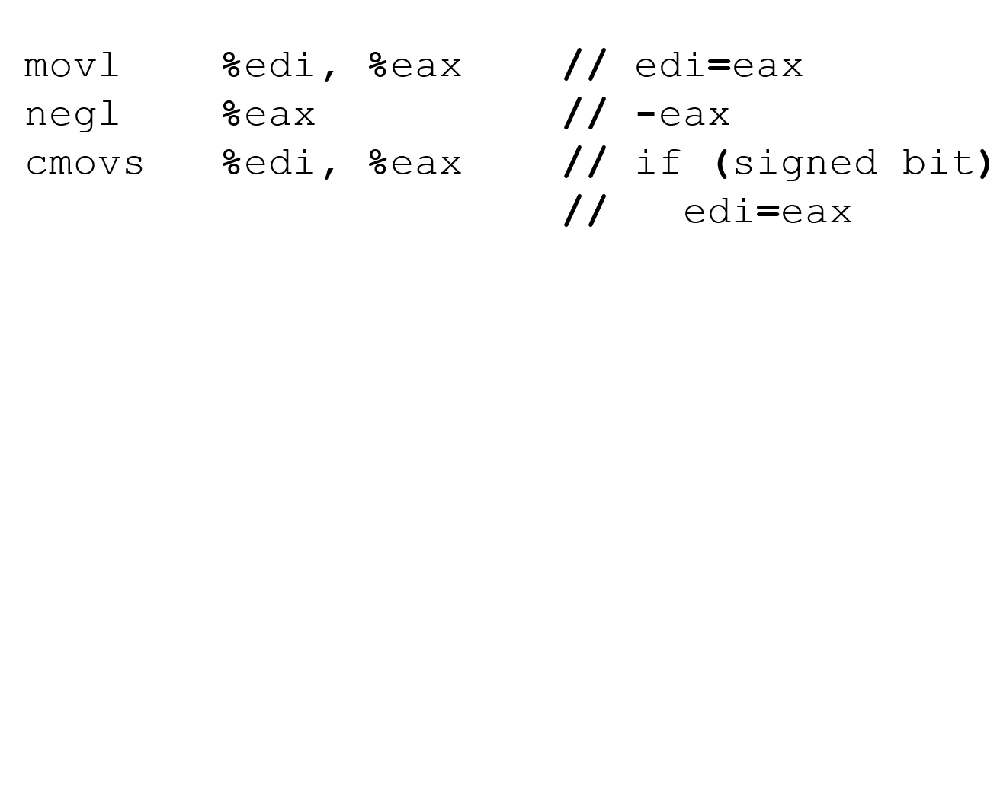 movl    %edi, %eax    // edi=eax
negl    %eax          // -eax
cmovs   %edi, %eax    // if (signed bit)
                      //   edi=eax